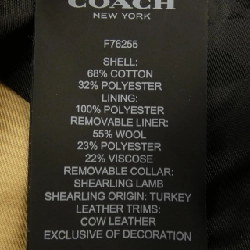 COACH
NEW YORK
F76255
SHELL:
68% COTTON
32% POLYESTER
LINING:
100% POLYESTER
REMOVABLE LINER:
55% WOOL
23% POLYESTER
22% VISCOSE
REMOVABLE COLLAR:
SHEARLING LAMB
SHEARLING ORIGIN: TURKEY
LEATHER TRIMS:
COW LEATHER
EXCLUSIVE OF DECORATION